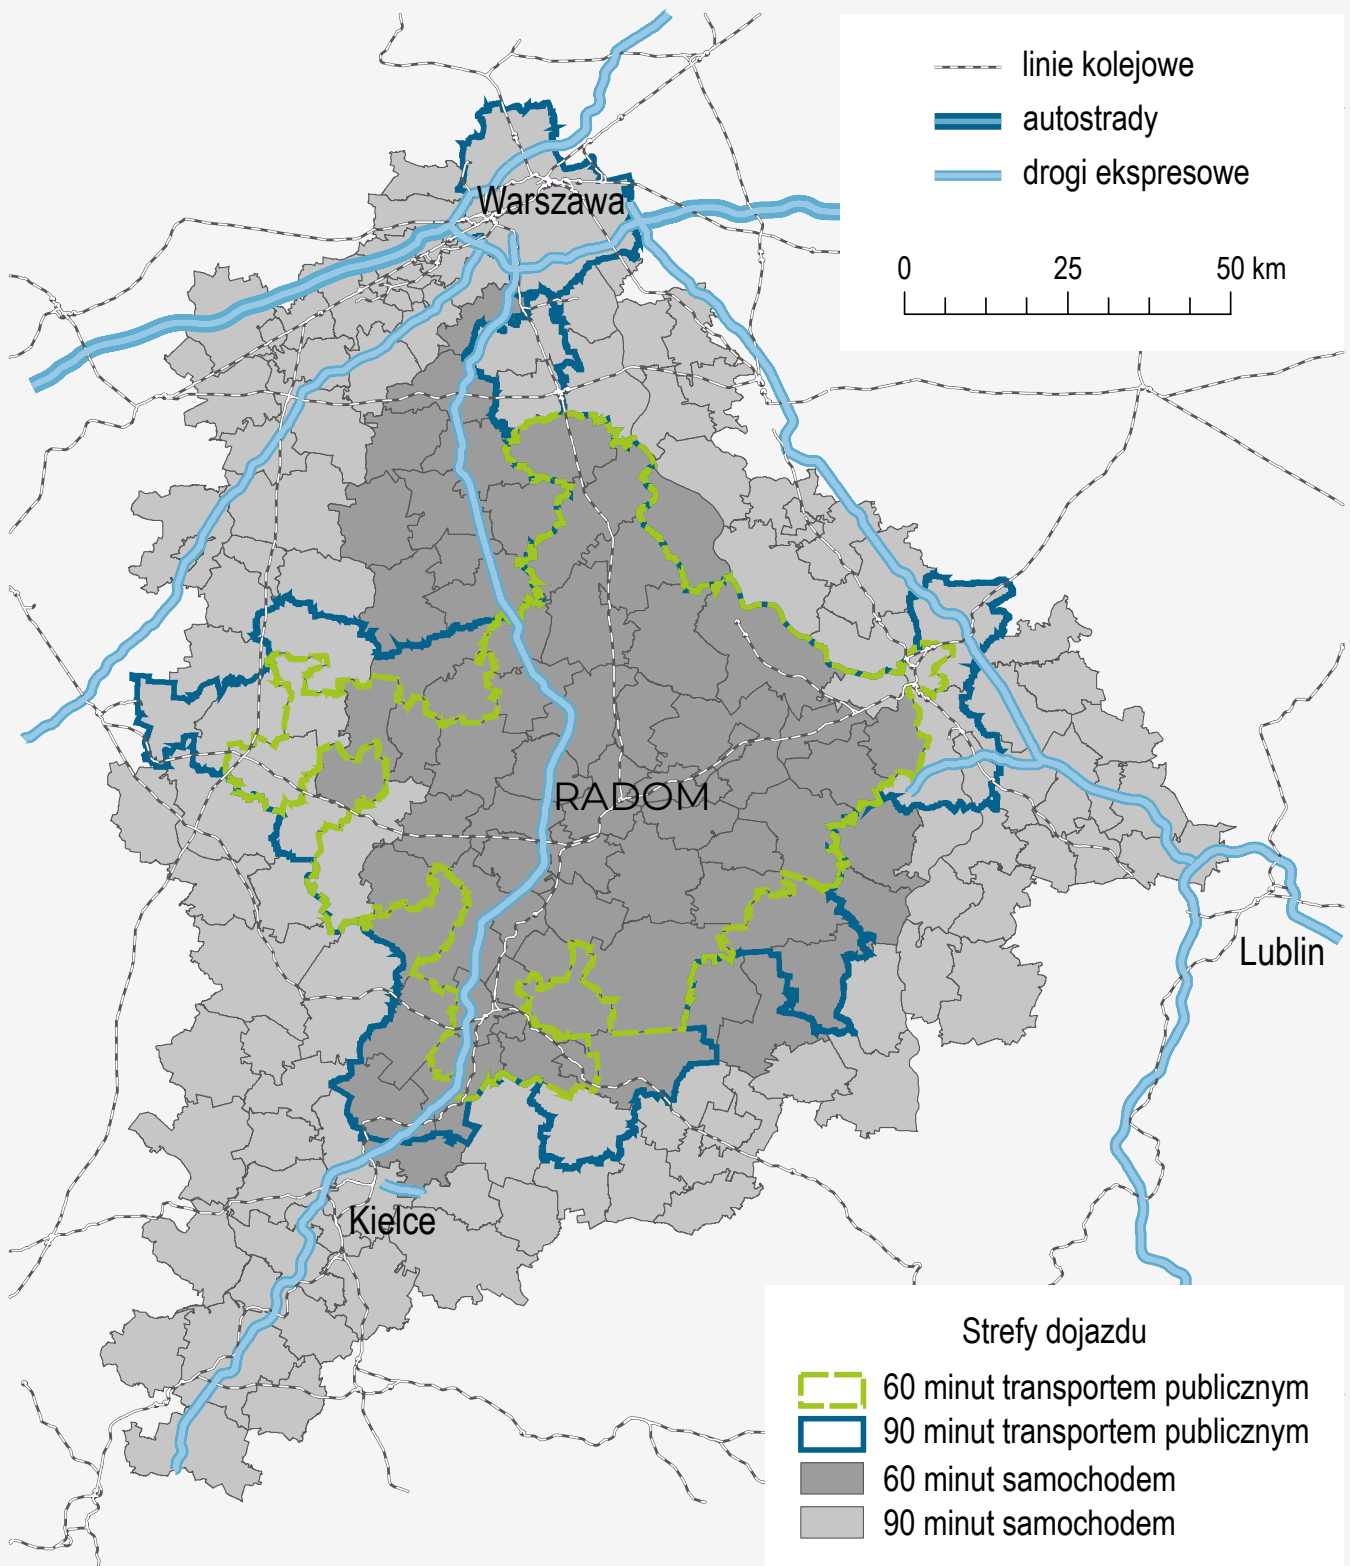 linie kolejowe
autostrady
drogi ekspresowe
0 25 50 km
Warszawa
RADOM
Lublin
Kielce
Strefy dojazdu
60 minut transportem publicznym
90 minut transportem publicznym
60 minut samochodem
90 minut samochodem